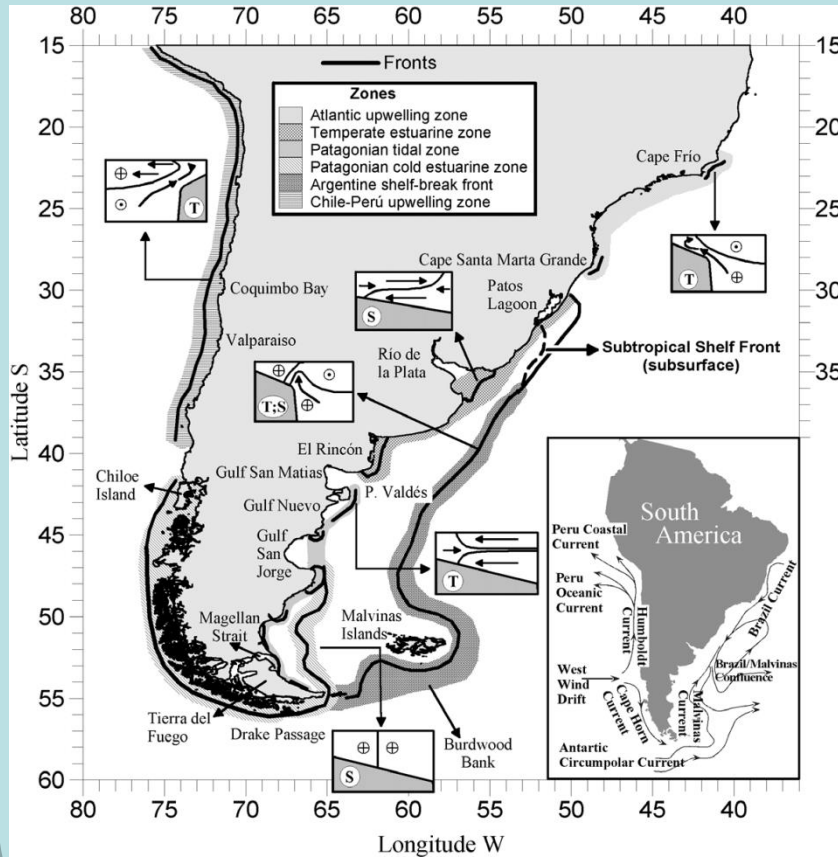 80 75 70 65 60 55 50 45 40
15
Fronts
Zones
Atlantic upwelling zone
Temperate estuarine zone
Patagonian tidal zone
Patagonian cold estuarine zone
Argentine shelf-break front
Chile-Perú upwelling zone
15
20
20
Cape Frío
T
25
25
T
Cape Santa Marta Grande
Coquimbo Bay
Patos
Lagoon
30
30
S
Valparaiso
Río de
la Plata
Subtropical Shelf Front
(subsurface)
35
35
T;S
Latitude S
El Rincón
40
40
Gulf San Matias
Chiloe
Island
P. Valdés
Gulf Nuevo
45
45
Gulf
San
Jorge
T
Magellan
Strait
Malvinas
Islands
50
50
55
55
Tierra del
Fuego
Drake Passage
Burdwood
Bank
S
60
60
South
America
Peru Coastal
Current
Peru
Oceanic
Current
Humboldt
Current
Brazil Current
Brazil/Malvinas
Confluence
West
Wind
Drift
Cape Horn
Current
Malvinas
Current
Antartic
Circumpolar Current
80 75 70 65 60 55 50 45 40
Longitude W